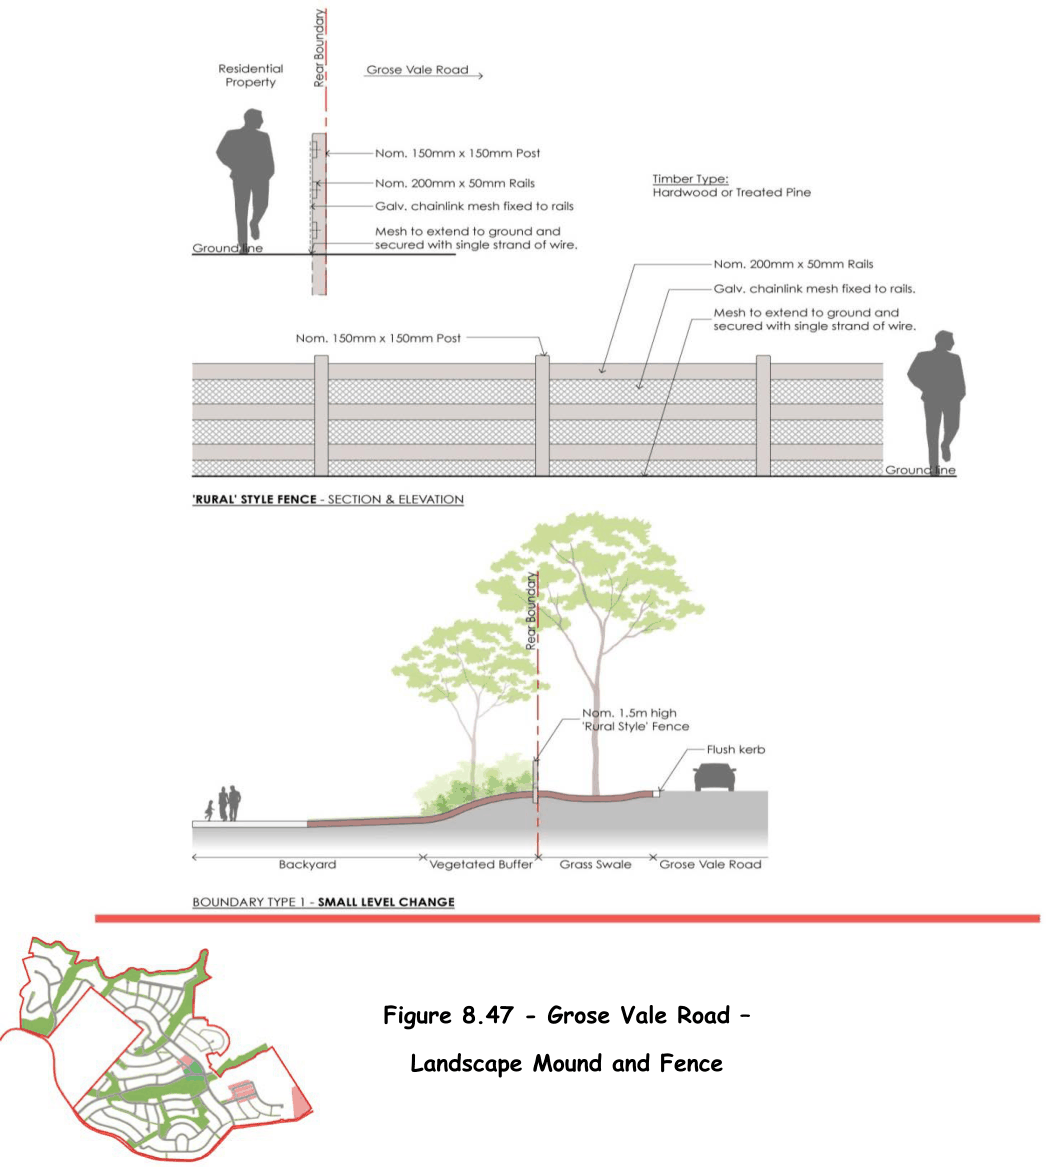 Residential
Property
Rear Boundary
Grose Vale Road
Nom. 150mm x 150mm Post
Nom. 200mm x 50mm Rails
Galv. chainlink mesh fixed to rails
Mesh to extend to ground and
secured with single strand of wire.
Ground line
Timber Type:
Hardwood or Treated Pine
Nom. 200mm x 50mm Rails
Galv. chainlink mesh fixed to rails.
Mesh to extend to ground and
secured with single strand of wire.
Nom. 150mm x 150mm Post
Ground line
'RURAL' STYLE FENCE - SECTION & ELEVATION
Rear Boundary
Nom. 1.5m high
'Rural Style' Fence
Flush kerb
Backyard
Vegetated Buffer
Grass Swale
Grose Vale Road
BOUNDARY TYPE 1 - SMALL LEVEL CHANGE
Figure 8.47 - Grose Vale Road –
Landscape Mound and Fence